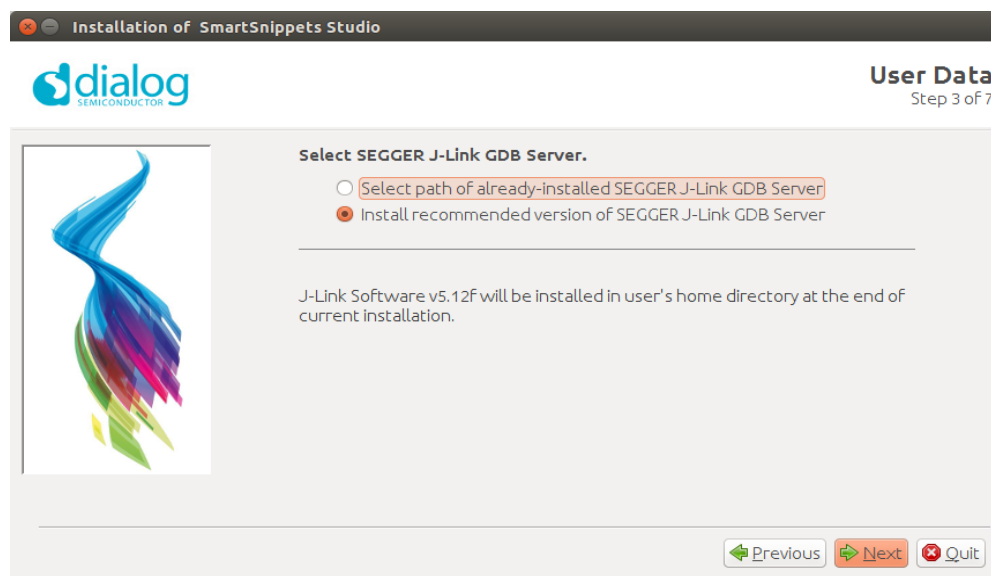 Installation of SmartSnippets Studio
dialog
SEMICONDUCTOR
User Data
Step 3 of 7
Select SEGGER J-Link GDB Server.
Select path of already-installed SEGGER J-Link GDB Server
Install recommended version of SEGGER J-Link GDB Server
J-Link Software v5.12f will be installed in user's home directory at the end of
current installation.
Previous Next Quit